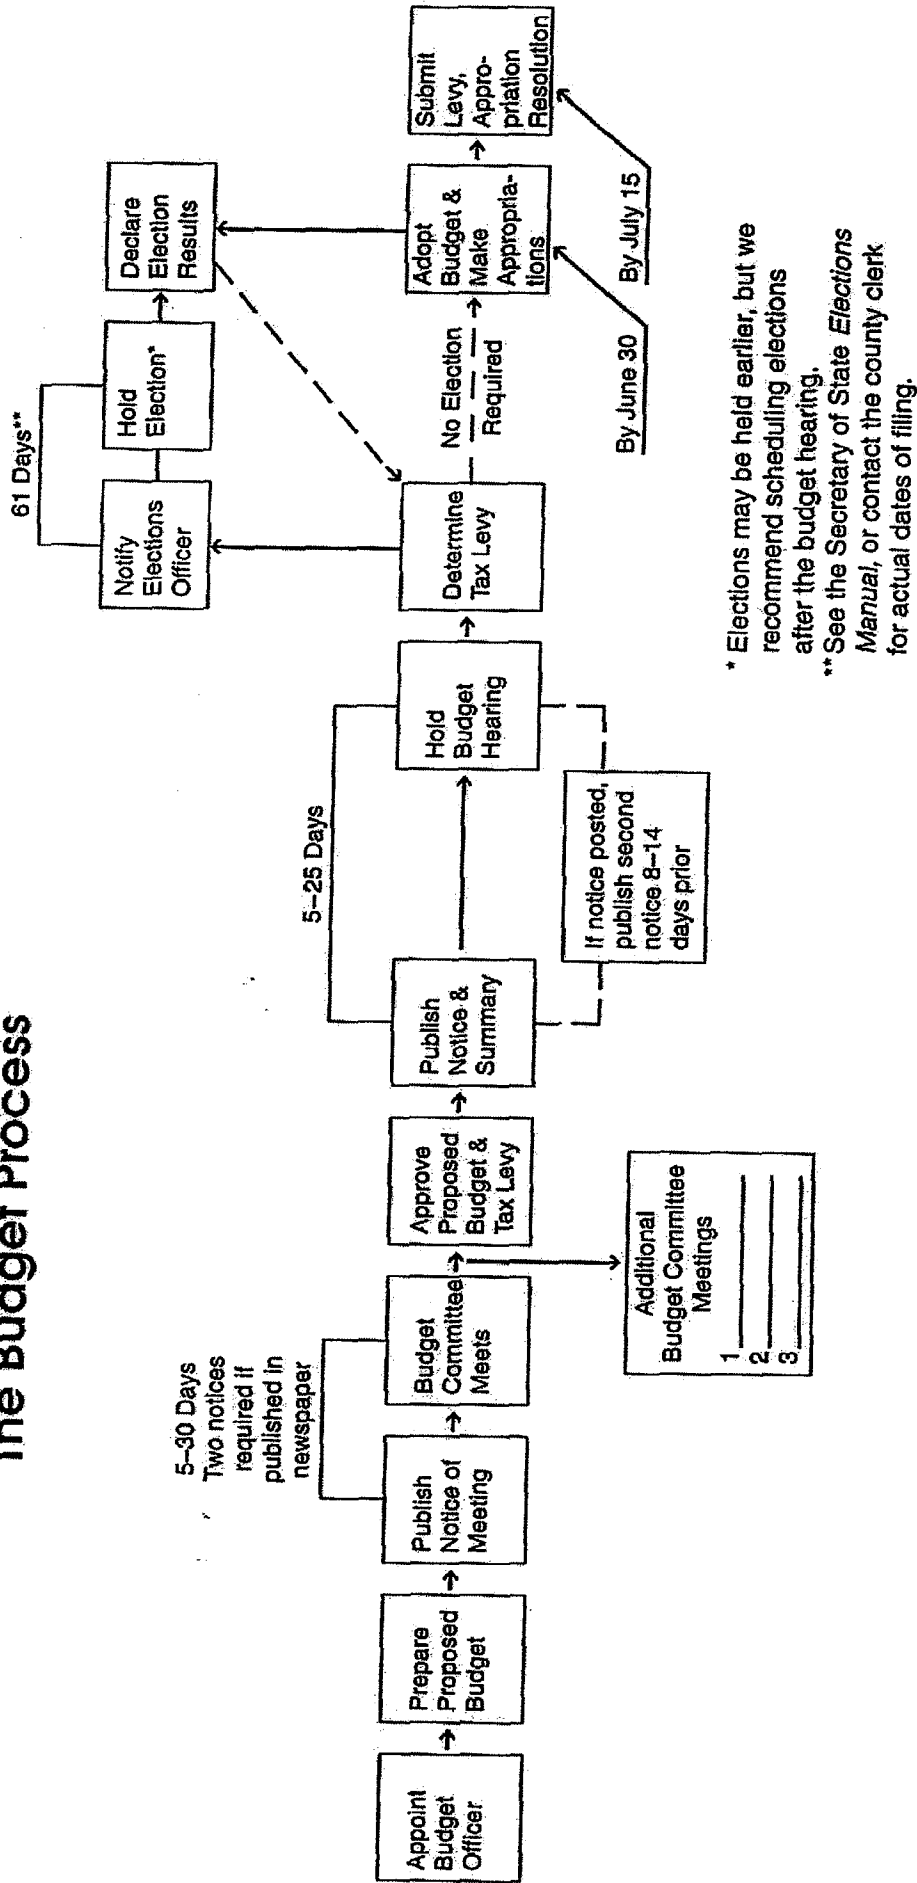 The Budget Process
Appoint
Budget
Officer
Prepare
Proposed
Budget
Publish
Notice of
Meeting
5–30 Days
Two notices
required if
published in
newspaper
Budget
Committee
Meets
Additional
Budget Committee
Meetings
1
2
3
Approve
Proposed
Budget &
Tax Levy
Publish
Notice &
Summary
5–25 Days
If notice posted,
publish second
notice 8–14
days prior
Hold
Budget
Hearing
Determine
Tax Levy
Notify
Elections
Officer
61 Days**
Hold
Election*
Declare
Election
Results
No Election
Required
Adopt
Budget &
Make
Appropria-
tions
By June 30
Submit
Levy,
Appro-
priation
Resolution
By July 15
* Elections may be held earlier, but we
recommend scheduling elections
after the budget hearing.
** See the Secretary of State Elections
Manual, or contact the county clerk
for actual dates of filing.